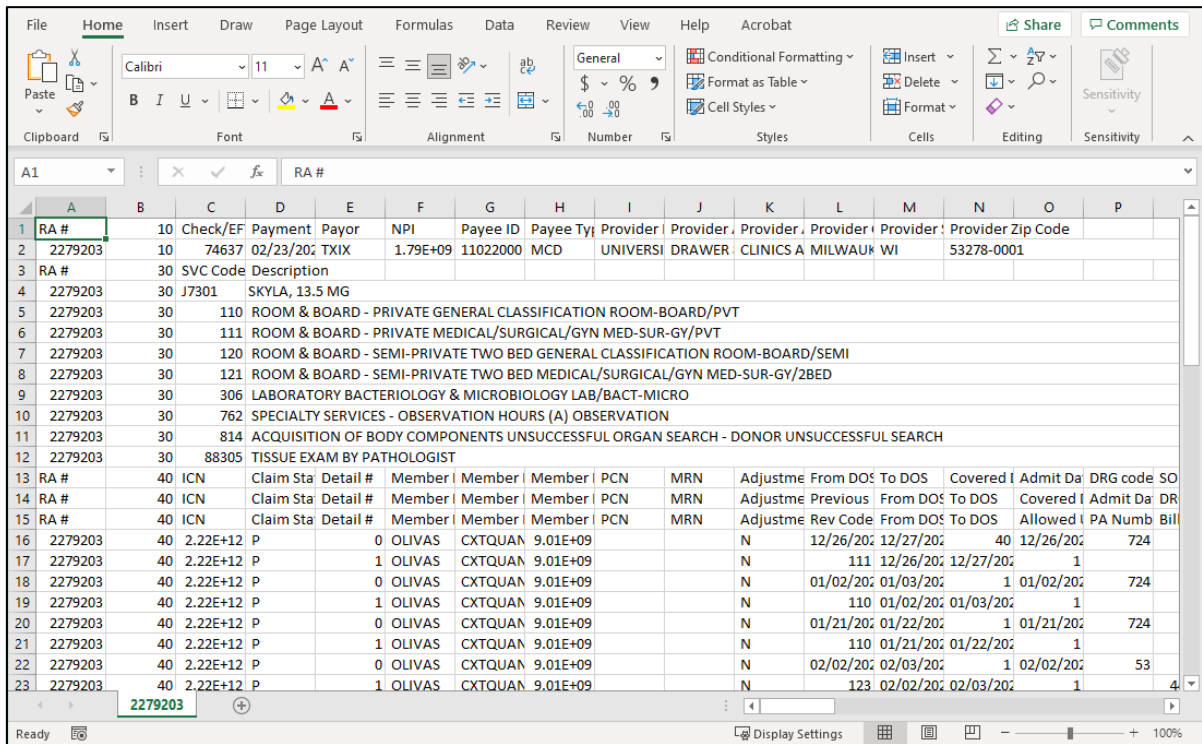 File Home Insert Draw Page Layout Formulas Data Review View Help Acrobat Share Comments
Calibri 11 A^ A˅ ab General Conditional Formatting Insert
Paste B I U A $ % 9 Format as Table Delete Sensitivity
.00 .00 Cell Styles Format
Clipboard Font Alignment Number Styles Cells Editing Sensitivity
A1 fx RA #
A B C D E F G H I J K L M N O P
1 RA # 10 Check/EF Payment Payor NPI Payee ID Payee Ty Provider Provider Provider Provider Provider Provider Zip Code
2 2279203 10 74637 02/23/202 TXIX 1.79E+09 11022000 MCD UNIVERSI DRAWER CLINICS A MILWAUK WI 53278-0001
3 RA # 30 SVC Code Description
4 2279203 30 J7301 SKYLA, 13.5 MG
5 2279203 30 110 ROOM & BOARD - PRIVATE GENERAL CLASSIFICATION ROOM-BOARD/PVT
6 2279203 30 111 ROOM & BOARD - PRIVATE MEDICAL/SURGICAL/GYN MED-SUR-GY/PVT
7 2279203 30 120 ROOM & BOARD - SEMI-PRIVATE TWO BED GENERAL CLASSIFICATION ROOM-BOARD/SEMI
8 2279203 30 121 ROOM & BOARD - SEMI-PRIVATE TWO BED MEDICAL/SURGICAL/GYN MED-SUR-GY/2BED
9 2279203 30 306 LABORATORY BACTERIOLOGY & MICROBIOLOGY LAB/BACT-MICRO
10 2279203 30 762 SPECIALTY SERVICES - OBSERVATION HOURS (A) OBSERVATION
11 2279203 30 814 ACQUISITION OF BODY COMPONENTS UNSUCCESSFUL ORGAN SEARCH - DONOR UNSUCCESSFUL SEARCH
12 2279203 30 88305 TISSUE EXAM BY PATHOLOGIST
13 RA # 40 ICN Claim Sta Detail # Member Member Member PCN MRN Adjustme From DOS To DOS Covered Admit Da DRG code SO
14 RA # 40 ICN Claim Sta Detail # Member Member Member PCN MRN Adjustme Previous From DOS To DOS Covered Admit Da DR
15 RA # 40 ICN Claim Sta Detail # Member Member Member PCN MRN Adjustme Rev Code From DOS To DOS Allowed PA Numb Bil
16 2279203 40 2.22E+12 P 0 OLIVAS CXTQUAN 9.01E+09 N 12/26/202 12/27/202 40 12/26/202 724
17 2279203 40 2.22E+12 P 1 OLIVAS CXTQUAN 9.01E+09 N 111 12/26/202 12/27/202 1
18 2279203 40 2.22E+12 P 0 OLIVAS CXTQUAN 9.01E+09 N 01/02/202 01/03/202 1 01/02/202 724
19 2279203 40 2.22E+12 P 1 OLIVAS CXTQUAN 9.01E+09 N 110 01/02/202 01/03/202 1
20 2279203 40 2.22E+12 P 0 OLIVAS CXTQUAN 9.01E+09 N 01/21/202 01/22/202 1 01/21/202 724
21 2279203 40 2.22E+12 P 1 OLIVAS CXTQUAN 9.01E+09 N 110 01/21/202 01/22/202 1
22 2279203 40 2.22E+12 P 0 OLIVAS CXTQUAN 9.01E+09 N 02/02/202 02/03/202 1 02/02/202 53
23 2279203 40 2.22E+12 P 1 OLIVAS CXTQUAN 9.01E+09 N 123 02/02/202 02/03/202 1 4
2279203
Ready Display Settings 100%